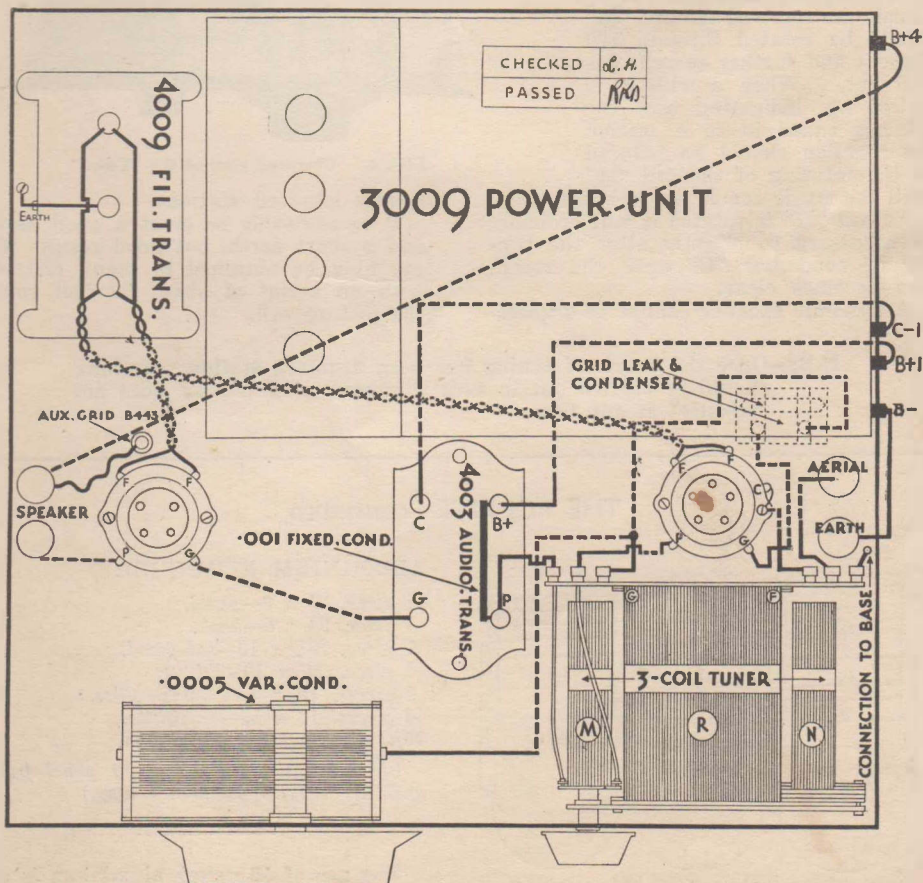 B+4
CHECKED L.H.
PASSED RKD
4009 FIL. TRANS.
EARTH
3009 POWER UNIT
C-1
B+1
B-
GRID LEAK &
CONDENSER
AUX. GRID B443
SPEAKER
F F
P G
4003 AUDIO. TRANS.
C B+
G P
·001 FIXED. COND.
F F
C
P G
AERIAL
EARTH
CONNECTION TO BASE
·0005 VAR. COND.
G F
3-COIL TUNER
M R N